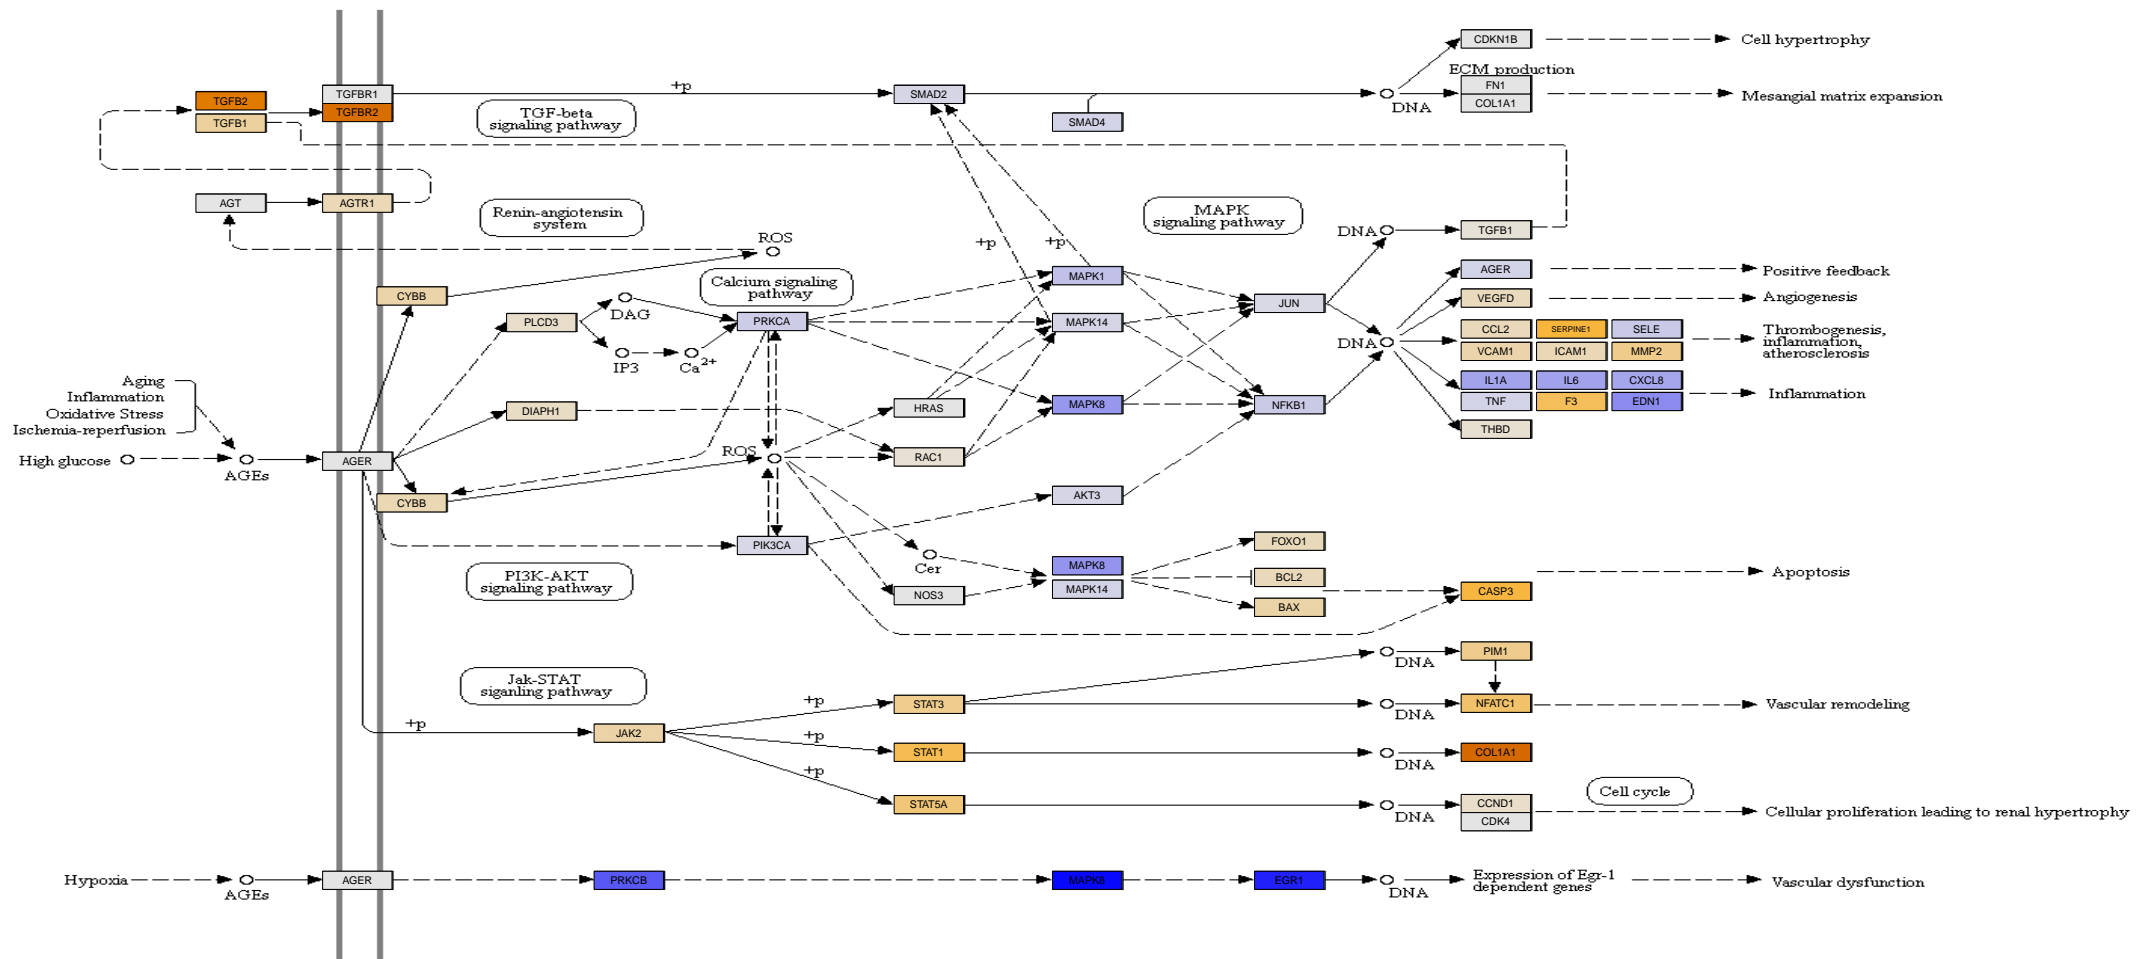 CDKN1B
Cell hypertrophy
ECM production
TGFB2
TGFBR1
+p
SMAD2
FN1
Mesangial matrix expansion
TGFB1
TGFBR2
TGF-beta
signaling pathway
SMAD4
DNA
COL1A1
AGT
AGTR1
Renin-angiotensin
system
MAPK
signaling pathway
ROS
+p
+p
DNA
TGFB1
CYBB
Calcium signaling
pathway
MAPK1
AGER
Positive feedback
PLCD3
DAG
PRKCA
MAPK14
JUN
VEGFD
Angiogenesis
IP3
Ca2+
DNA
CCL2
SERPINE1
SELE
Thrombogenesis,
inflammation,
atherosclerosis
VCAM1
ICAM1
MMP2
Aging
Inflammation
Oxidative Stress
Ischemia-reperfusion
DIAPH1
HRAS
MAPK8
NFKB1
IL1A
IL6
CXCL8
Inflammation
TNF
F3
EDN1
High glucose
AGEs
AGER
ROS
RAC1
THBD
CYBB
AKT3
PIK3CA
PI3K-AKT
signaling pathway
Cer
NOS3
MAPK8
MAPK14
FOXO1
BCL2
BAX
CASP3
Apoptosis
Jak-STAT
siganling pathway
DNA
PIM1
+p
JAK2
+p
STAT3
DNA
NFATC1
Vascular remodeling
+p
STAT1
DNA
COL1A1
+p
STAT5A
DNA
CCND1
CDK4
Cell cycle
Cellular proliferation leading to renal hypertrophy
Hypoxia
AGEs
AGER
PRKCB
EGR1
DNA
Expression of Egr-1
dependent genes
Vascular dysfunction